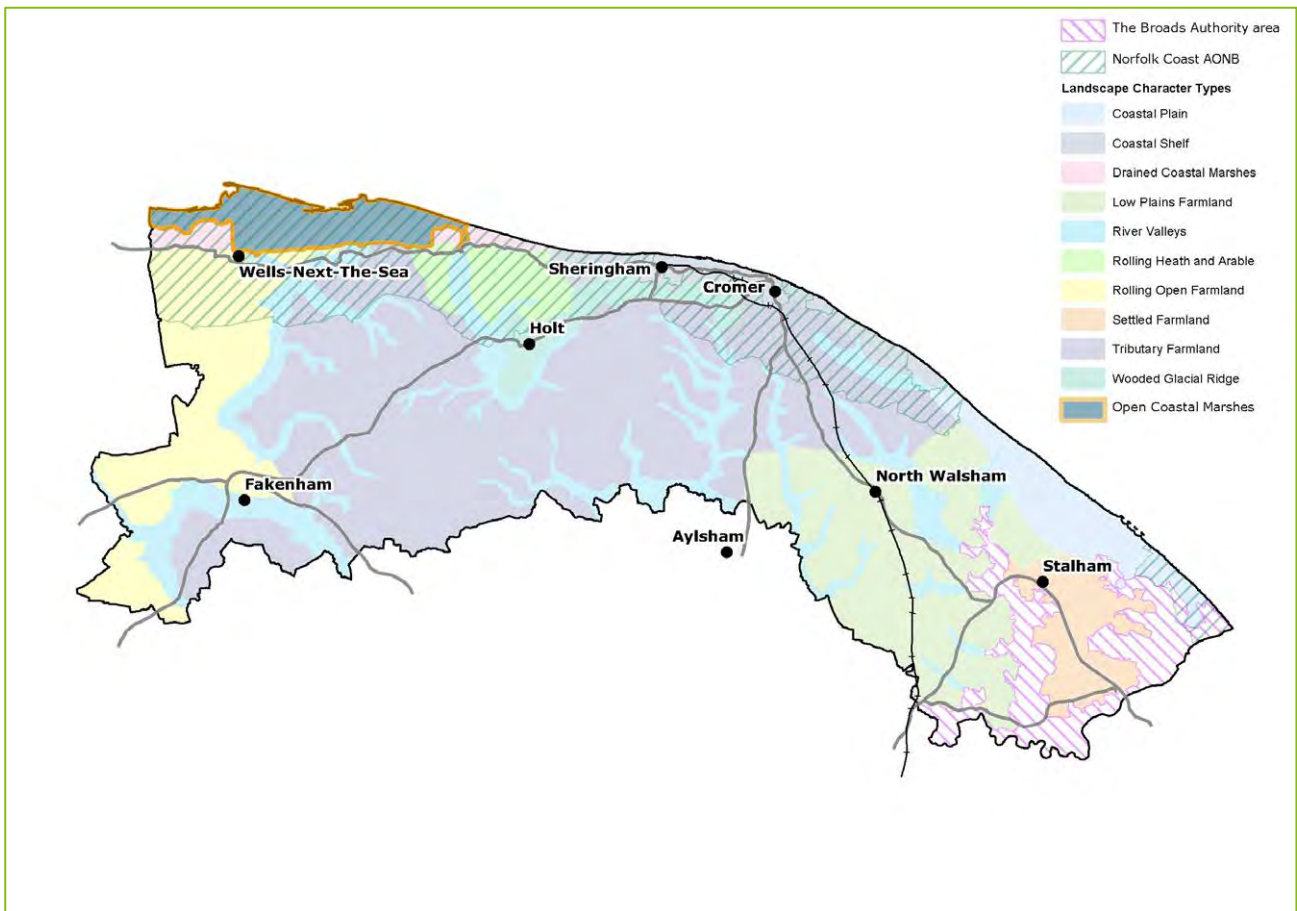 The Broads Authority area
Norfolk Coast AONB
Landscape Character Types
Coastal Plain
Coastal Shelf
Drained Coastal Marshes
Low Plains Farmland
River Valleys
Rolling Heath and Arable
Rolling Open Farmland
Settled Farmland
Tributary Farmland
Wooded Glacial Ridge
Open Coastal Marshes
Wells-Next-The-Sea
Sheringham
Cromer
Holt
Fakenham
North Walsham
Aylsham
Stalham